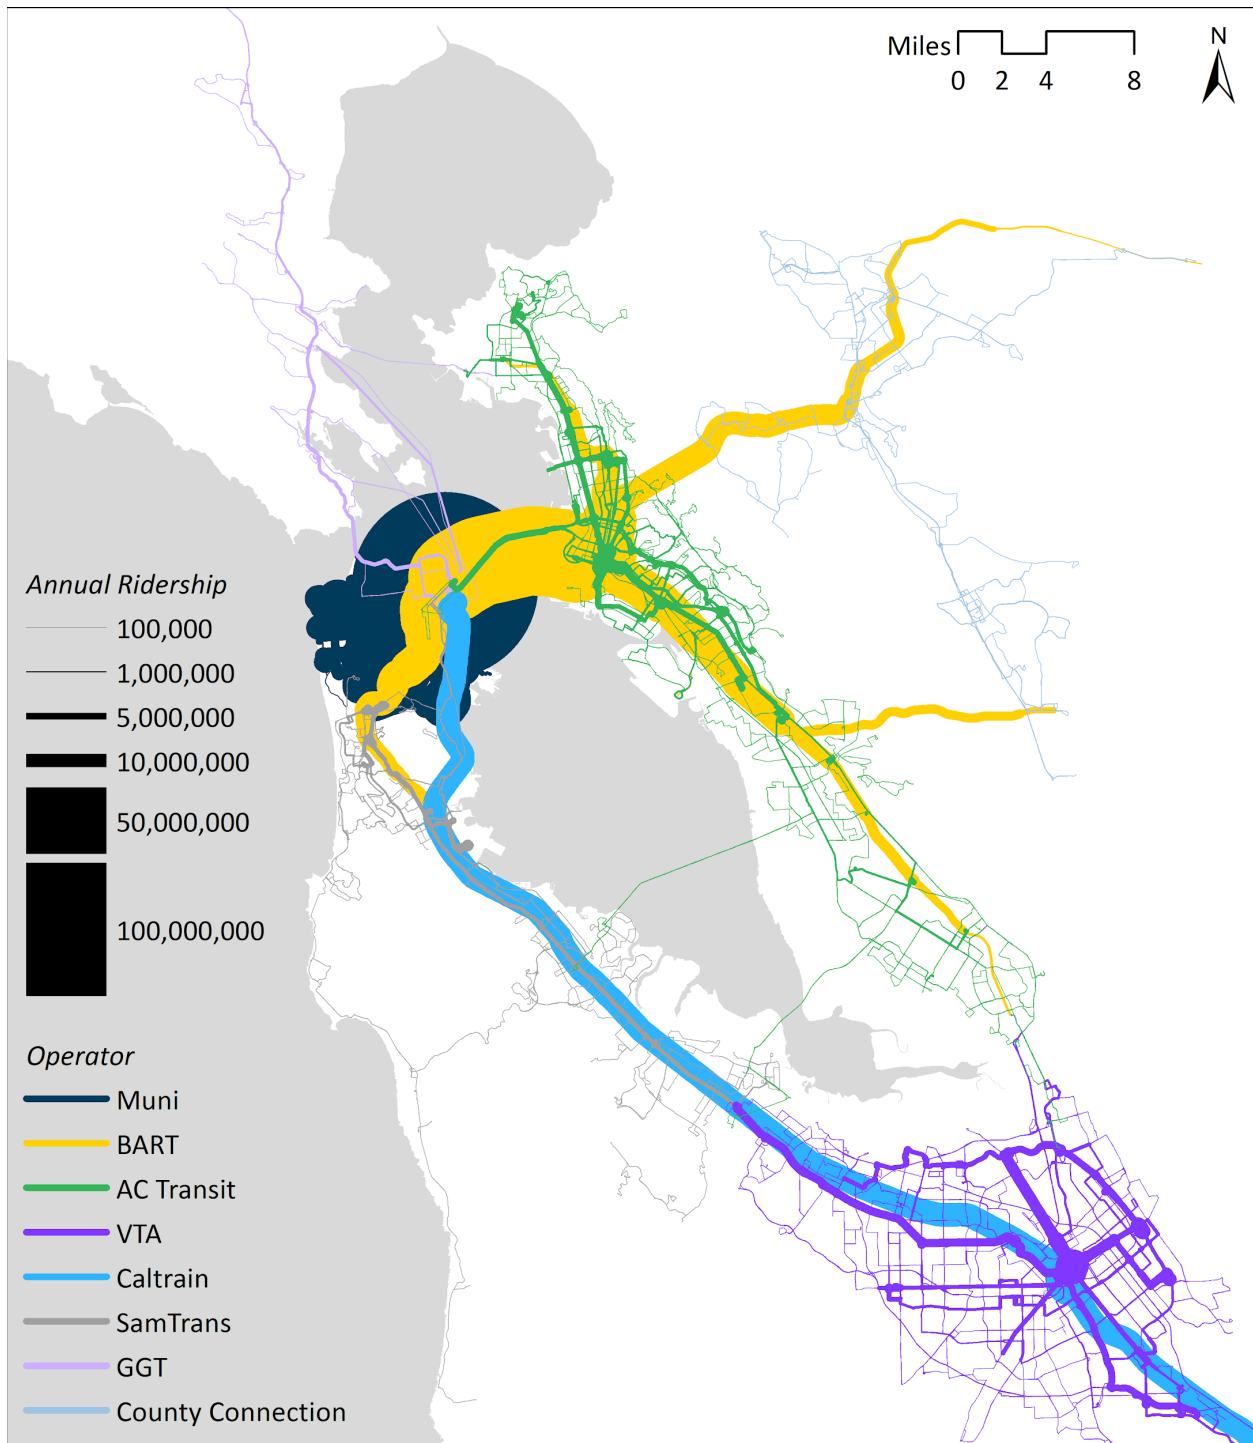 Miles
0 2 4 8
N
Annual Ridership
100,000
1,000,000
5,000,000
10,000,000
50,000,000
100,000,000
Operator
Muni
BART
AC Transit
VTA
Caltrain
SamTrans
GGT
County Connection